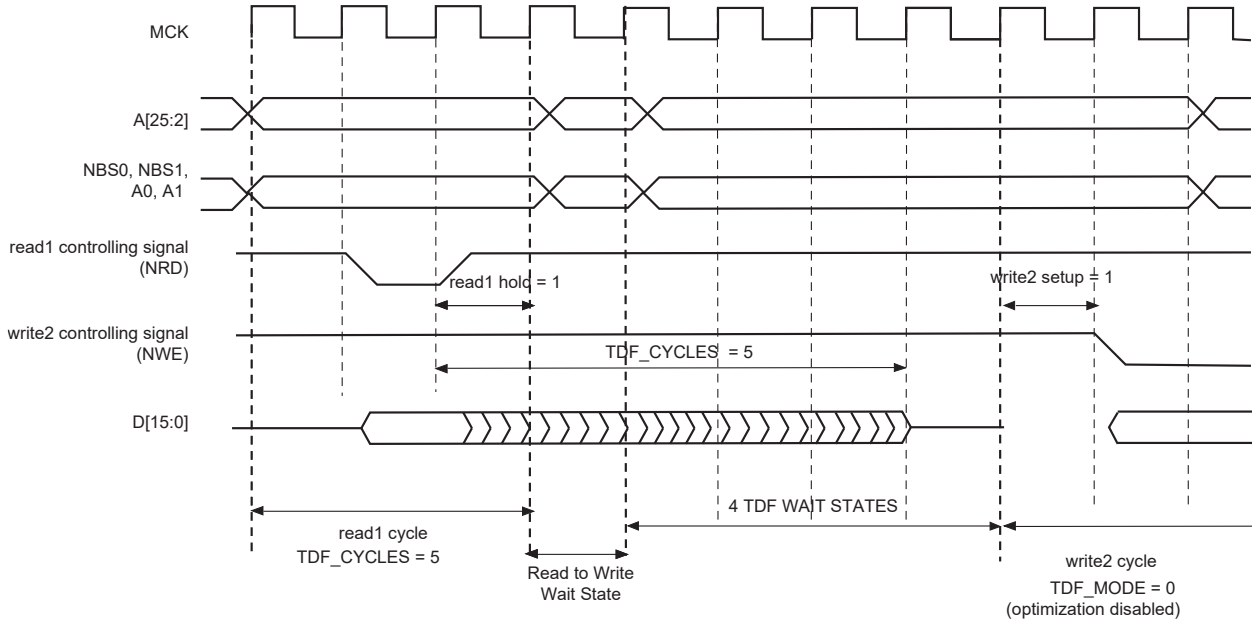 MCK
A[25:2]
NBS0, NBS1,
A0, A1
read1 controlling signal
(NRD)
read1 hold = 1
write2 setup = 1
write2 controlling signal
(NWE)
TDF_CYCLES = 5
D[15:0]
4 TDF WAIT STATES
read1 cycle
TDF_CYCLES = 5
Read to Write
Wait State
write2 cycle
TDF_MODE = 0
(optimization disabled)